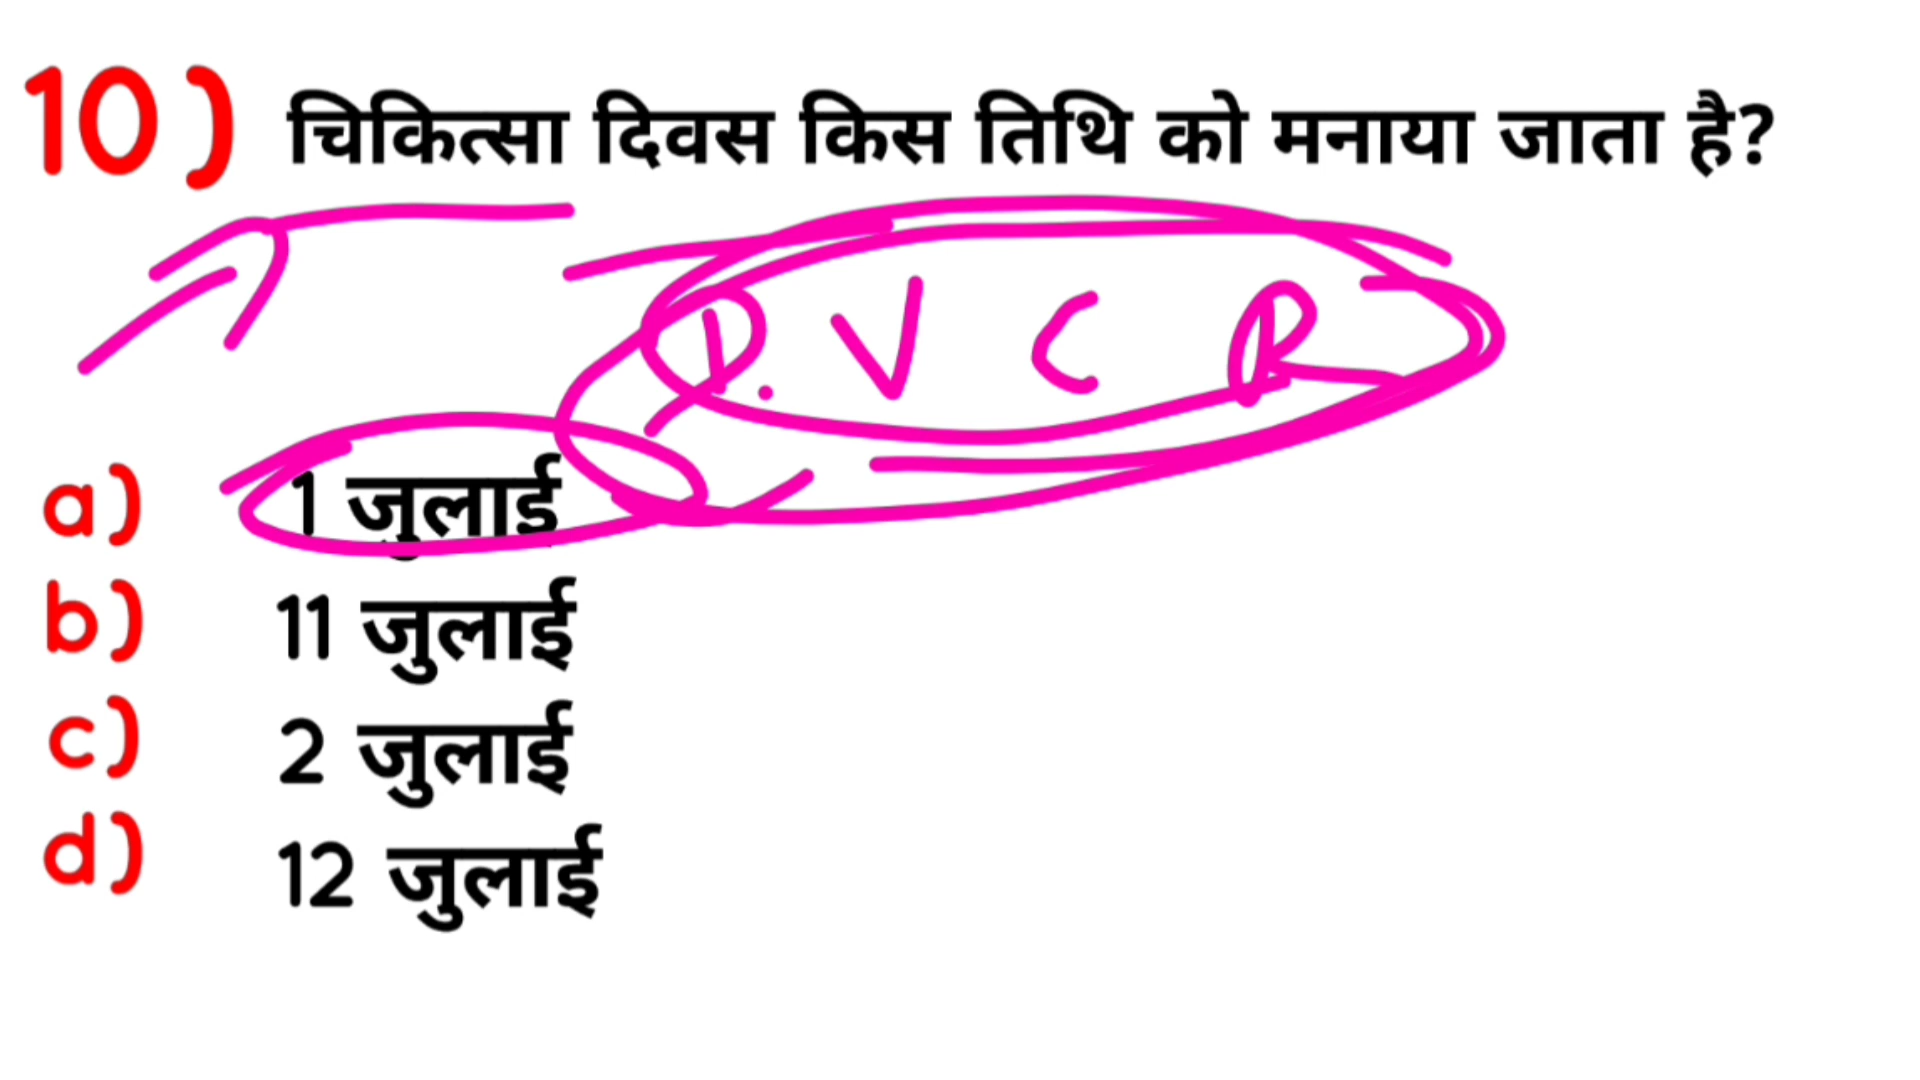 10) चिकित्सा दिवस किस तिथि को मनाया जाता है?
D. V C R
a) 1 जुलाई
b) 11 जुलाई
c) 2 जुलाई
d) 12 जुलाई